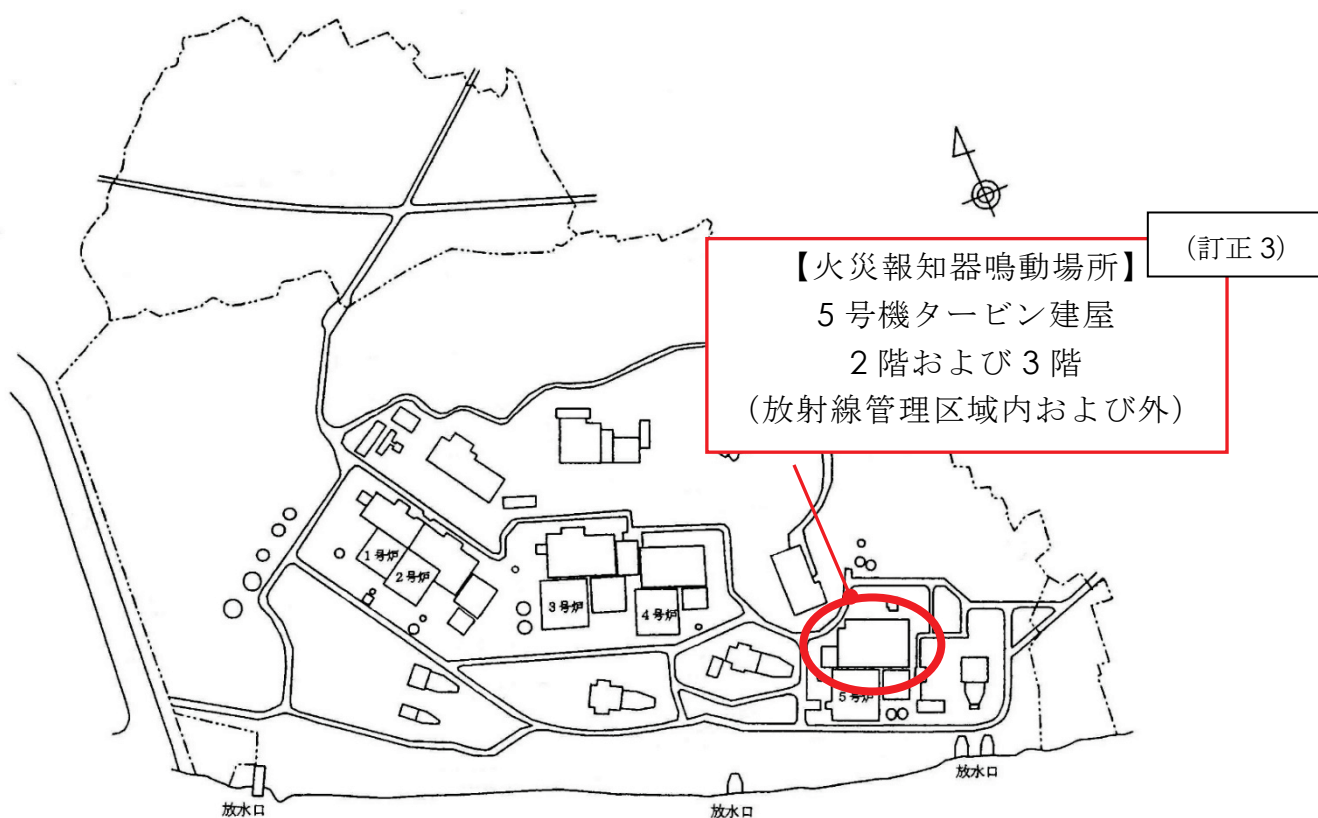 (訂正 3)
【火災報知器鳴動場所】
5 号機タービン建屋
2 階および 3 階
(放射線管理区域内および外)
1号炉
2号炉
3号炉
4号炉
5号炉
放水口
放水口
放水口